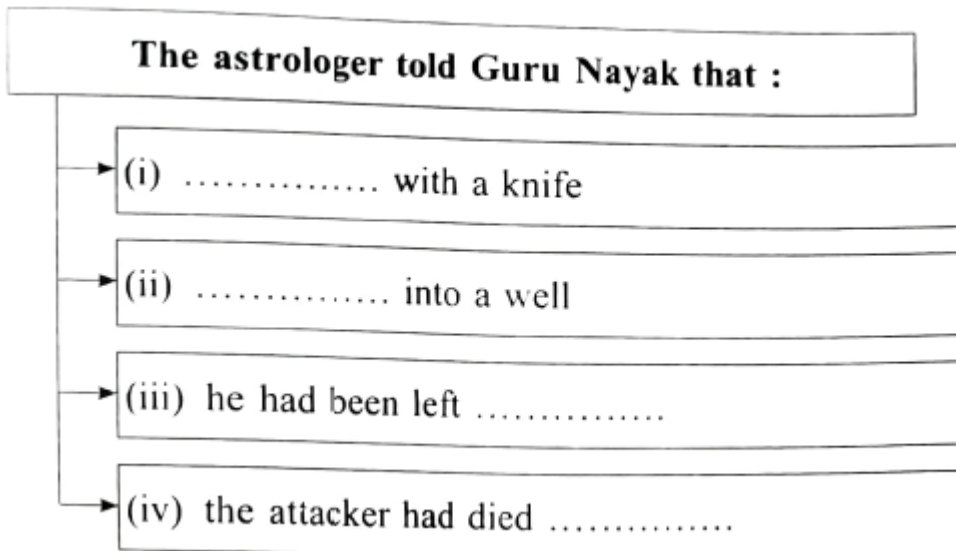 The astrologer told Guru Nayak that :
(i) ............... with a knife
(ii) ............... into a well
(iii) he had been left ...............
(iv) the attacker had died ...............